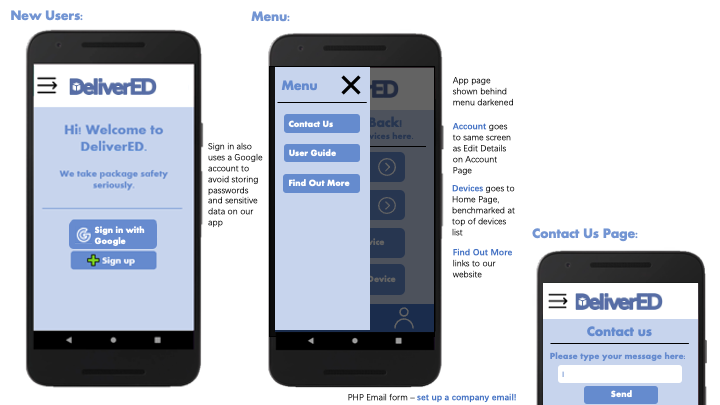 New Users:
DeliverED
Hi! Welcome to
DeliverED.
We take package safety
seriously.
Sign in with
Google
Sign up
Sign in also
uses a Google
account to
avoid storing
passwords
and sensitive
data on our
app
Menu:
Menu
ED
Contact Us
Back!
vices here.
User Guide
Find Out More
vice
Device
App page
shown behind
menu darkened
Account goes
to same screen
as Edit Details
on Account
Page
Devices goes to
Home Page,
benchmarked at
top of devices
list
Find Out More
links to our
website
PHP Email form – set up a company email!
Contact Us Page:
DeliverED
Contact us
Please type your message here:
Send